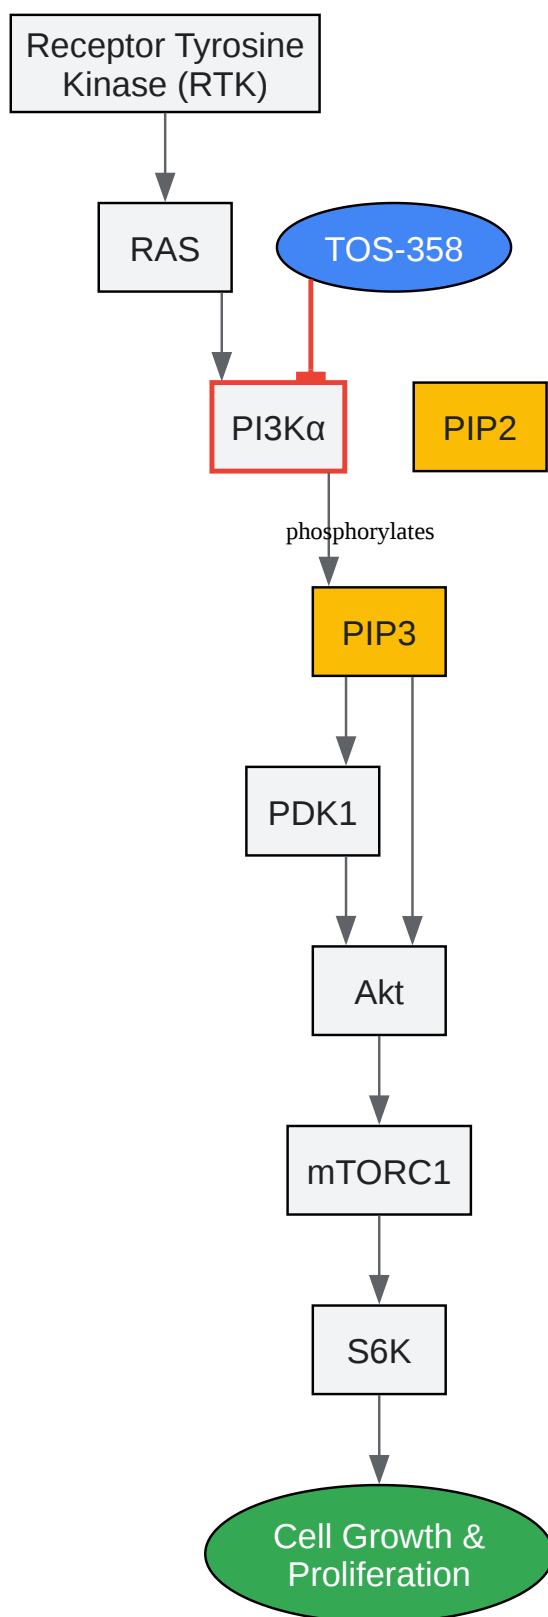 Receptor Tyrosine
Kinase (RTK)
RAS
TOS-358
PI3Kα
PIP2
phosphorylates
PIP3
PDK1
Akt
mTORC1
S6K
Cell Growth &
Proliferation